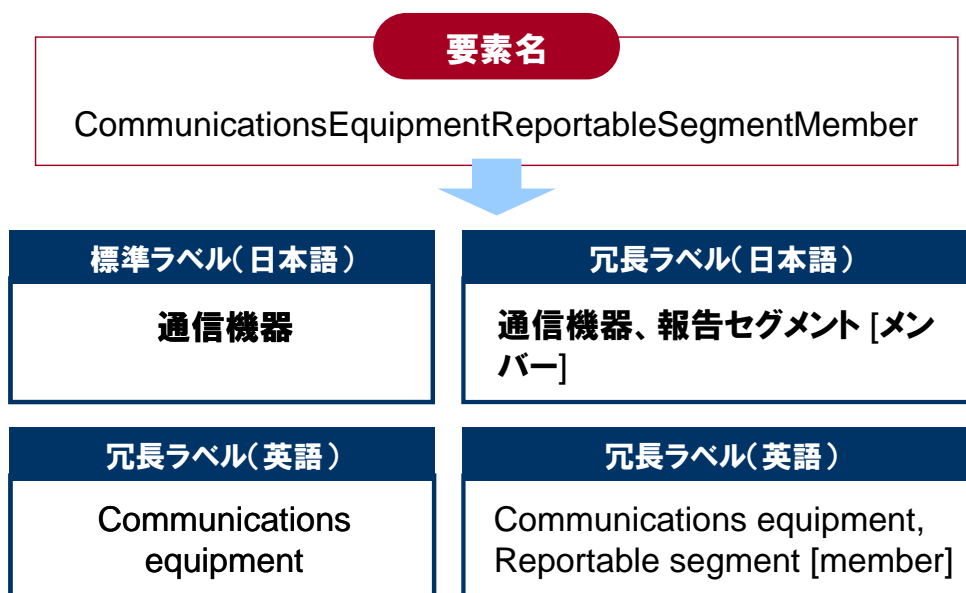 要素名
CommunicationsEquipmentReportableSegmentMember
標準ラベル(日本語)
通信機器
冗長ラベル(日本語)
通信機器、報告セグメント [メン
バー]
冗長ラベル(英語)
Communications
equipment
冗長ラベル(英語)
Communications equipment,
Reportable segment [member]